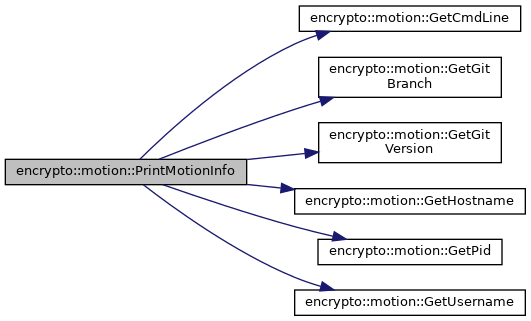 encrypto::motion::GetCmdLine
encrypto::motion::GetGit
Branch
encrypto::motion::GetGit
Version
encrypto::motion::PrintMotionInfo
encrypto::motion::GetHostname
encrypto::motion::GetPid
encrypto::motion::GetUsername